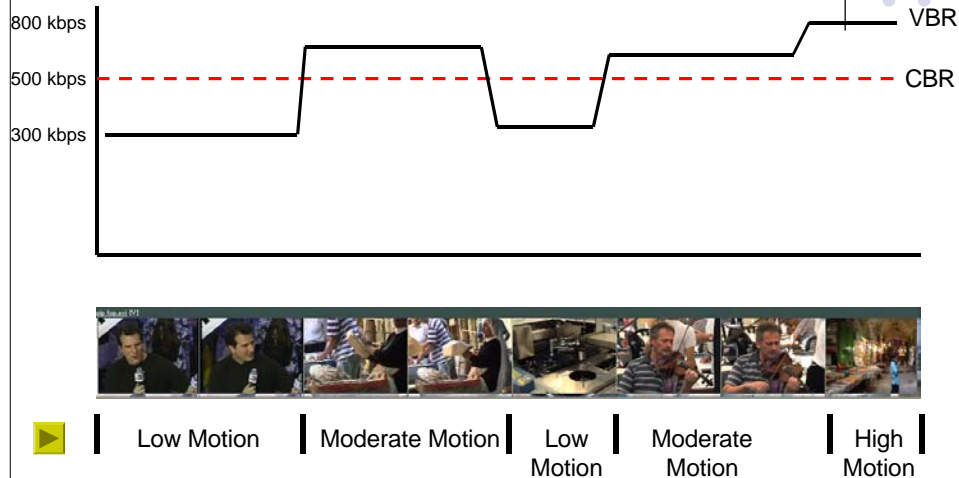 800 kbps
VBR
500 kbps
CBR
300 kbps
Low Motion
Moderate Motion
Low
Motion
Moderate
Motion
High
Motion